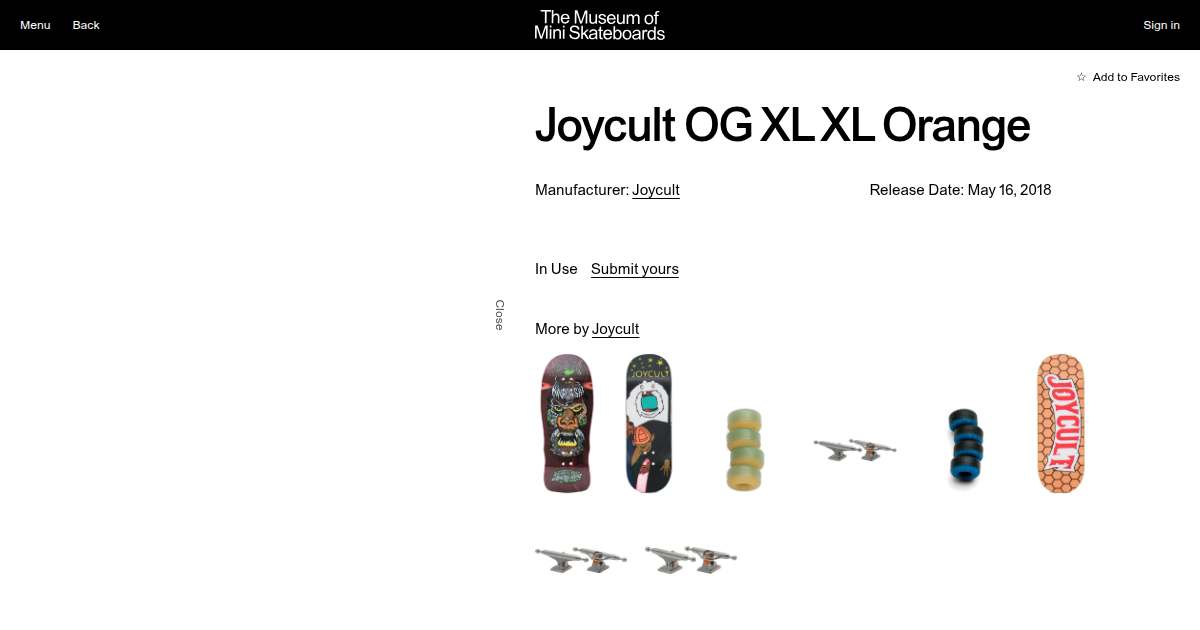 Menu
Back
The Museum of
Mini Skateboards
Sign in
☆ Add to Favorites
Joycult OG XL XL Orange
Manufacturer: Joycult
Release Date: May 16, 2018
In Use Submit yours
Close
More by Joycult
JOYCULT
JOYCULT